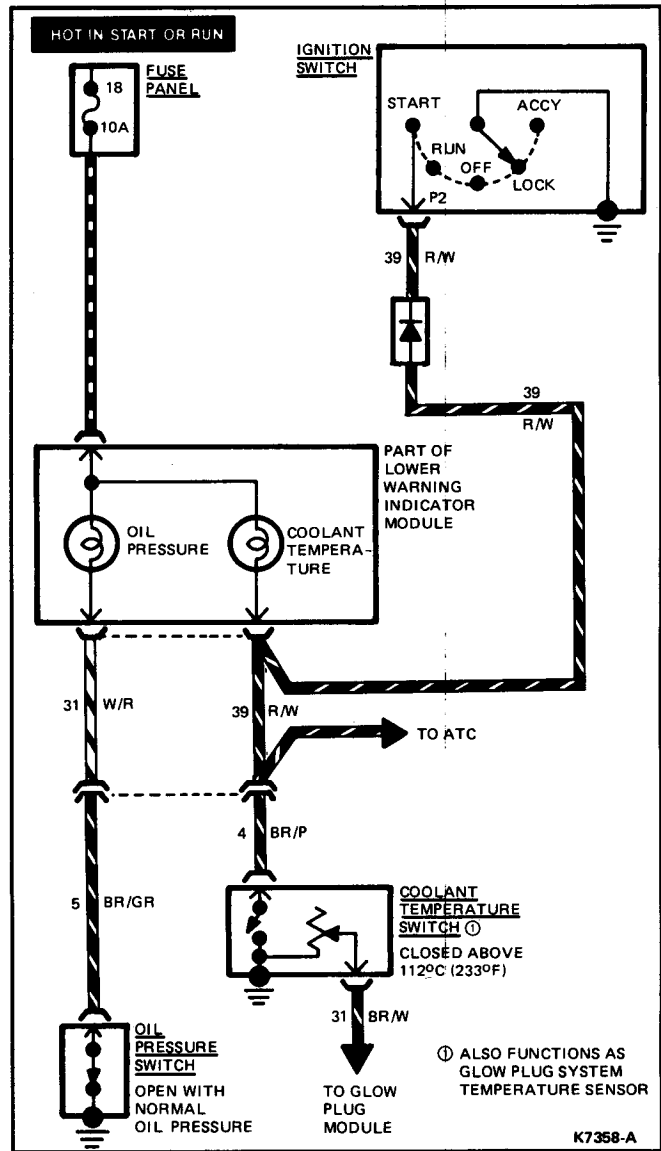 HOT IN START OR RUN
FUSE
PANEL
18
10A
IGNITION
SWITCH
START
ACCY
RUN
OFF
LOCK
P2
39 R/W
39
R/W
PART OF
LOWER
WARNING
INDICATOR
MODULE
OIL
PRESSURE
COOLANT
TEMPERA-
TURE
31 W/R
39 R/W
TO ATC
4 BR/P
5 BR/GR
COOLANT
TEMPERATURE
SWITCH ①
CLOSED ABOVE
112ºC (233ºF)
31 BR/W
OIL
PRESSURE
SWITCH
OPEN WITH
NORMAL
OIL PRESSURE
TO GLOW
PLUG
MODULE
① ALSO FUNCTIONS AS
GLOW PLUG SYSTEM
TEMPERATURE SENSOR
K7358-A